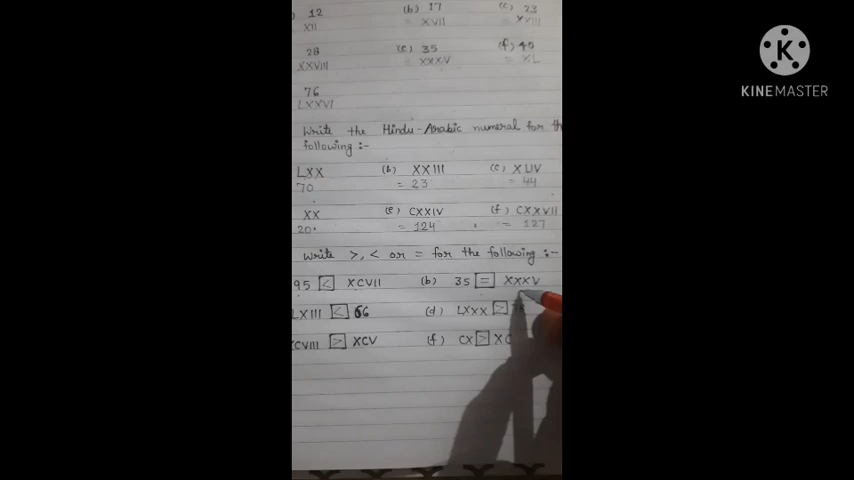 12 (b) 17 (c) 23
XII = XVII = XXIII
28 (e) 35 (f) 40
XXVIII = XXXV = XL
76
LXXVI
Write the Hindu-Arabic numeral for
following :-
LXX (b) XXIII (c) XLIV
70 = 23 = 44
XX (e) CXXIV (f) CXXVII
20. = 124 = 127
Write >, < or = for the following :-
95 < XCVII (b) 35 = XXXV
LXIII < 66 (d) LXXX >
XCVIII > XCV (f) CX >
KINEMASTER